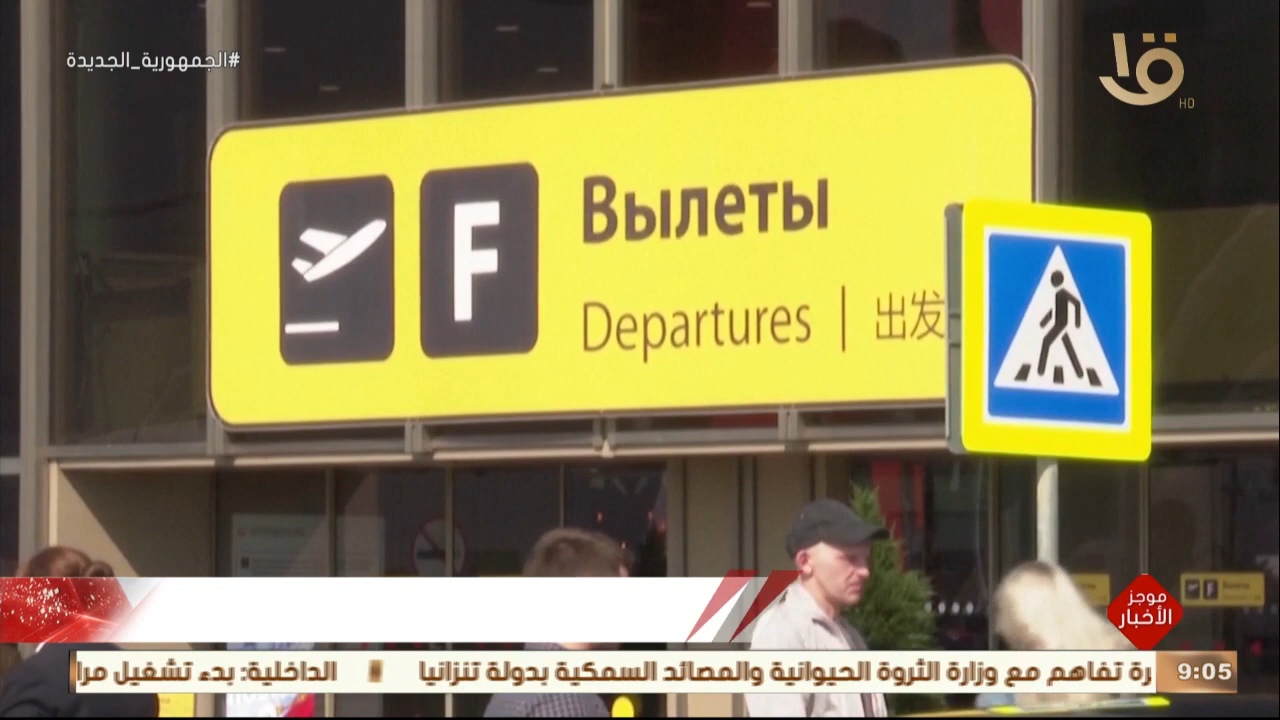 #الجمهورية_الجديدة
HD
F
Вылеты
Departures | 出发
موجز
الأخبار
رة تفاهم مع وزارة الثروة الحيوانية والمصائد السمكية بدولة تنزانيا
الداخلية: بدء تشغيل
9:05